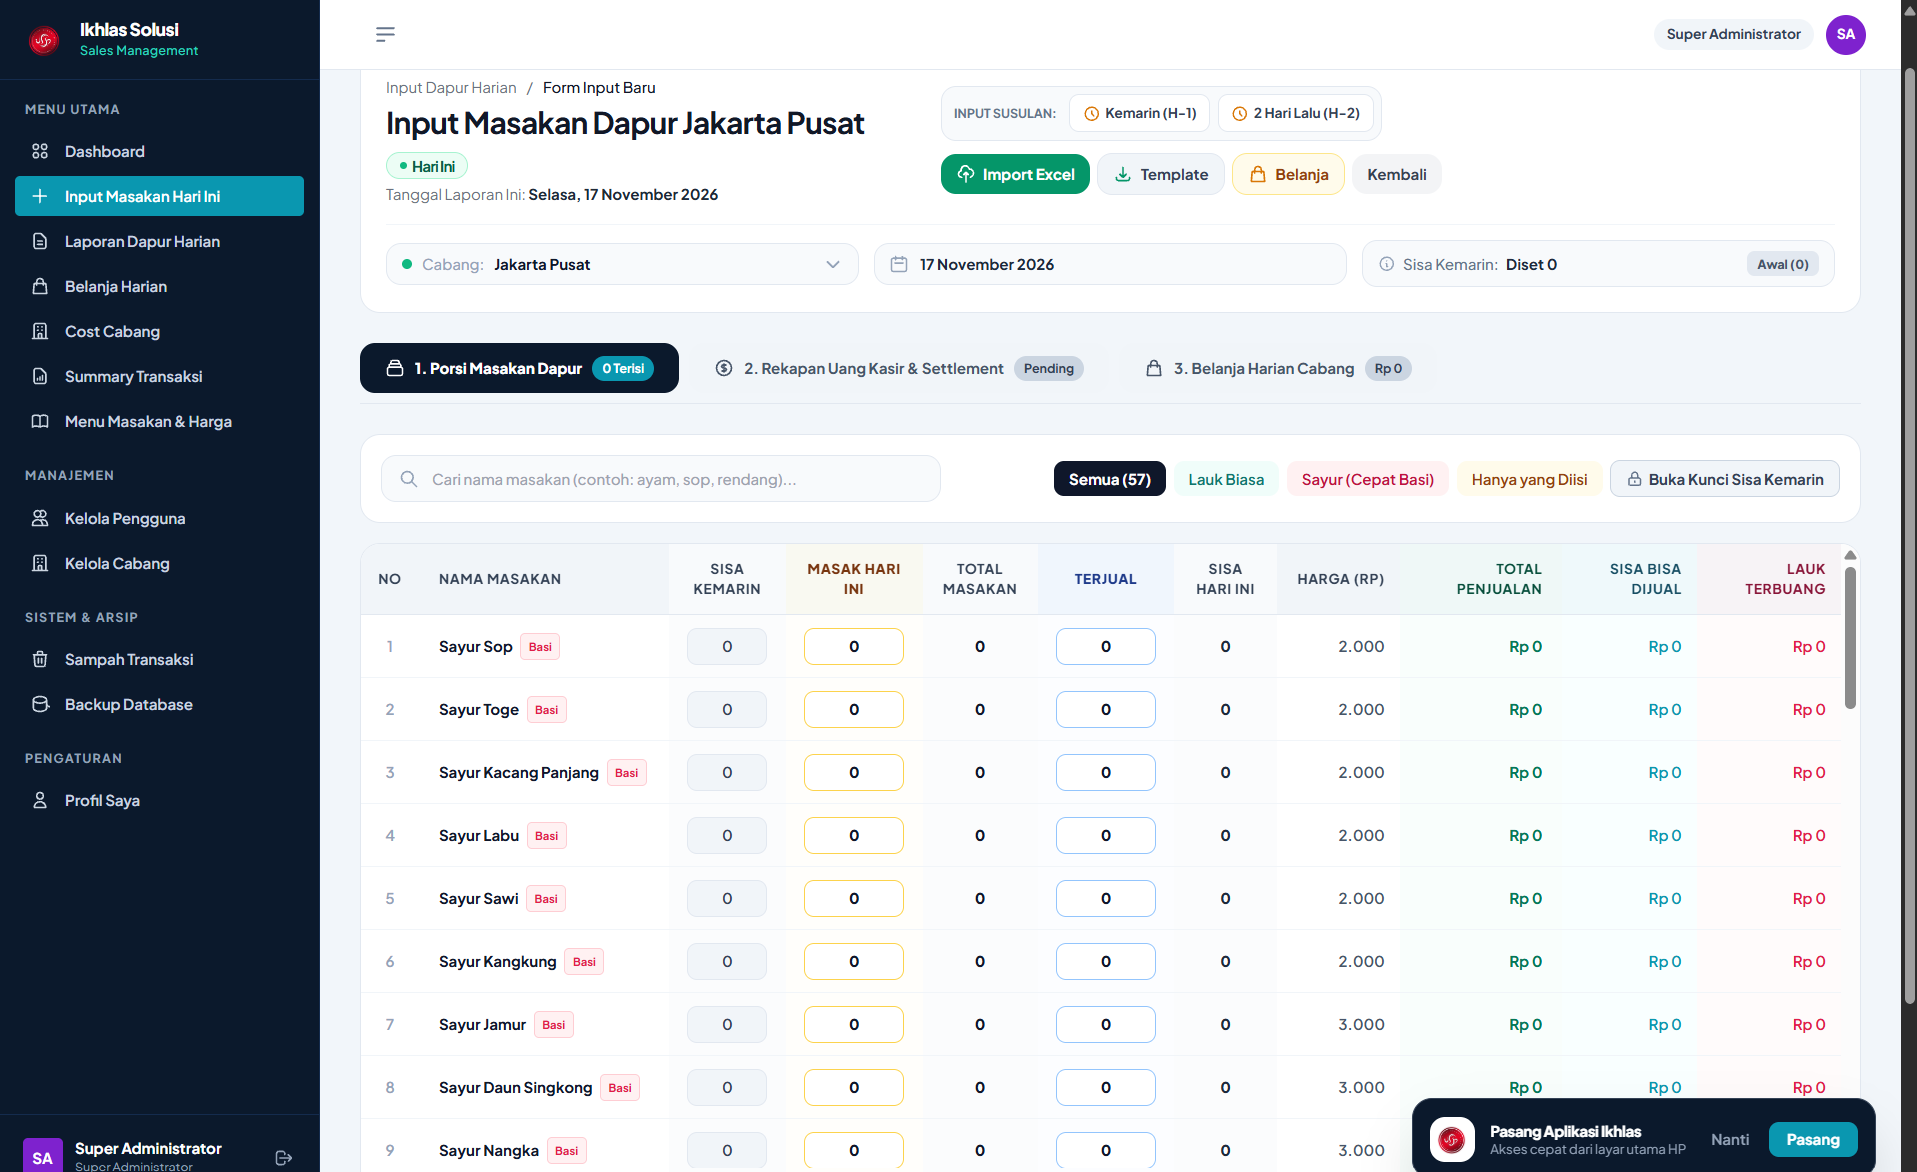 Ikhlas Solusi
Sales Management
MENU UTAMA
Dashboard
Input Masakan Hari Ini
Laporan Dapur Harian
Belanja Harian
Cost Cabang
Summary Transaksi
Menu Masakan & Harga
MANAJEMEN
Kelola Pengguna
Kelola Cabang
SISTEM & ARSIP
Sampah Transaksi
Backup Database
PENGATURAN
Profil Saya
SA
Super Administrator
Super Administrator
Super Administrator
SA
Input Dapur Harian / Form Input Baru
Input Masakan Dapur Jakarta Pusat
Hari Ini
Tanggal Laporan Ini: Selasa, 17 November 2026
INPUT SUSULAN: Kemarin (H-1) 2 Hari Lalu (H-2)
Import Excel Template Belanja Kembali
Cabang: Jakarta Pusat
17 November 2026
Sisa Kemarin: Diset 0 Awal (0)
1. Porsi Masakan Dapur 0 Terisi
2. Rekapan Uang Kasir & Settlement Pending
3. Belanja Harian Cabang Rp 0
Cari nama masakan (contoh: ayam, sop, rendang)...
Semua (57) Lauk Biasa Sayur (Cepat Basi) Hanya yang Diisi Buka Kunci Sisa Kemarin
NO NAMA MASAKAN SISA KEMARIN MASAK HARI INI TOTAL MASAKAN TERJUAL SISA HARI INI HARGA (RP) TOTAL PENJUALAN SISA BISA DIJUAL LAUK TERBUANG
1 Sayur Sop Basi 0 0 0 0 0 2.000 Rp 0 Rp 0 Rp 0
2 Sayur Toge Basi 0 0 0 0 0 2.000 Rp 0 Rp 0 Rp 0
3 Sayur Kacang Panjang Basi 0 0 0 0 0 2.000 Rp 0 Rp 0 Rp 0
4 Sayur Labu Basi 0 0 0 0 0 2.000 Rp 0 Rp 0 Rp 0
5 Sayur Sawi Basi 0 0 0 0 0 2.000 Rp 0 Rp 0 Rp 0
6 Sayur Kangkung Basi 0 0 0 0 0 2.000 Rp 0 Rp 0 Rp 0
7 Sayur Jamur Basi 0 0 0 0 0 3.000 Rp 0 Rp 0 Rp 0
8 Sayur Daun Singkong Basi 0 0 0 0 0 3.000 Rp 0 Rp 0 Rp 0
9 Sayur Nangka Basi 0 0 0 0 0 3.000
Pasang Aplikasi Ikhlas
Akses cepat dari layar utama HP
Nanti Pasang